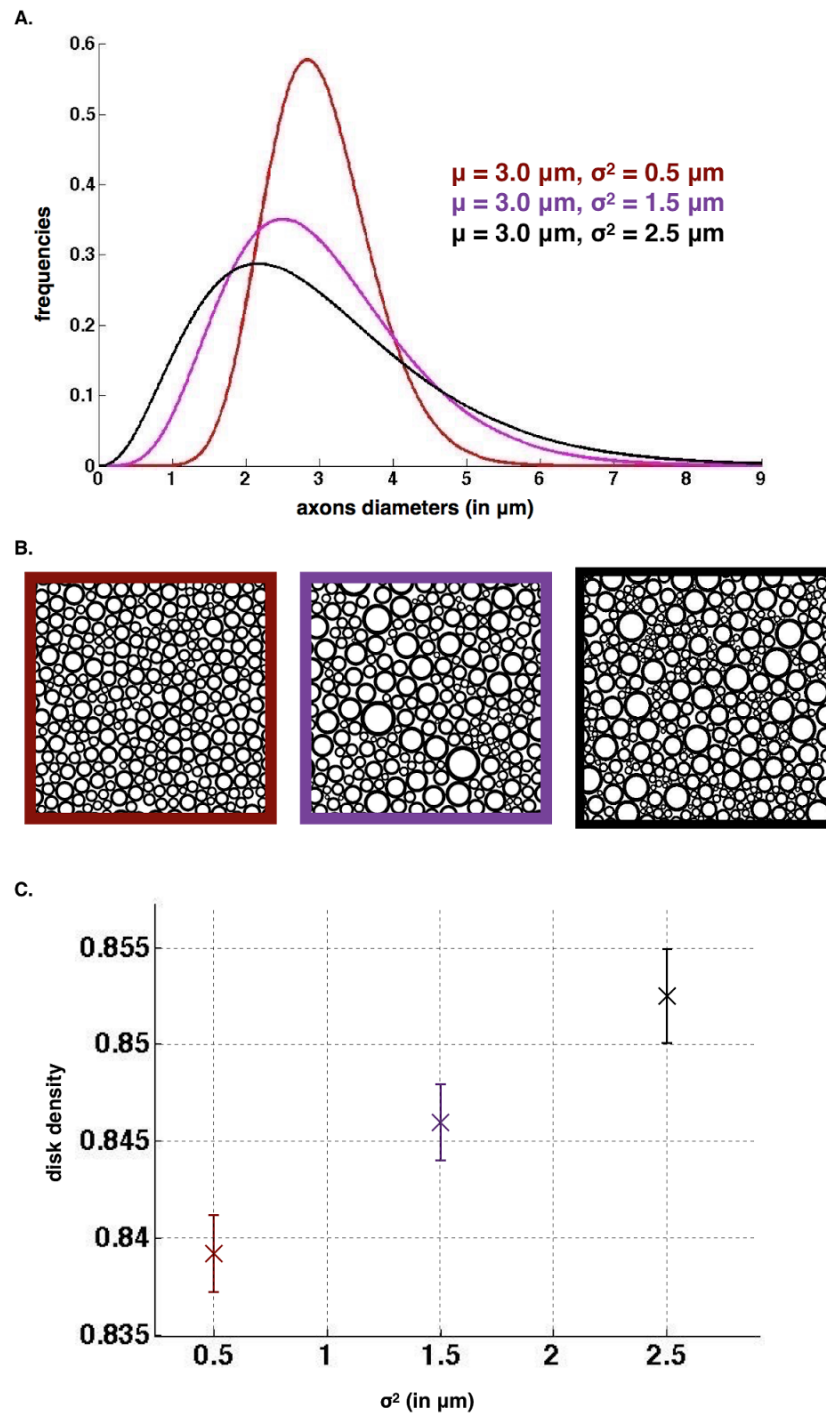 A.
0.6
0.5
0.4
0.3
0.2
0.1
0
frequencies
μ = 3.0 μm, σ² = 0.5 μm
μ = 3.0 μm, σ² = 1.5 μm
μ = 3.0 μm, σ² = 2.5 μm
0 1 2 3 4 5 6 7 8 9
axons diameters (in μm)
B.
C.
0.855
0.85
0.845
0.84
0.835
disk density
0.5 1 1.5 2 2.5
σ² (in μm)